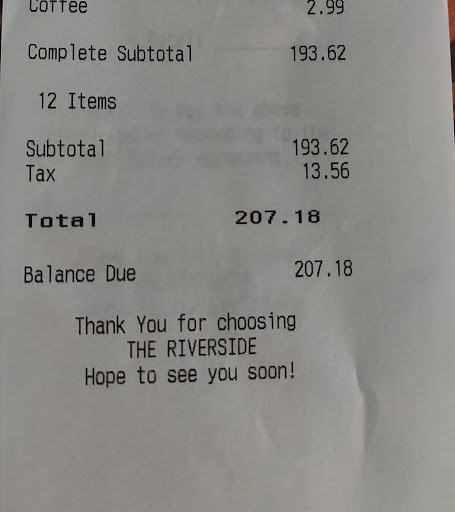 Coffee 2.99
Complete Subtotal 193.62
12 Items
Subtotal 193.62
Tax 13.56
Total 207.18
Balance Due 207.18
Thank You for choosing
THE RIVERSIDE
Hope to see you soon!